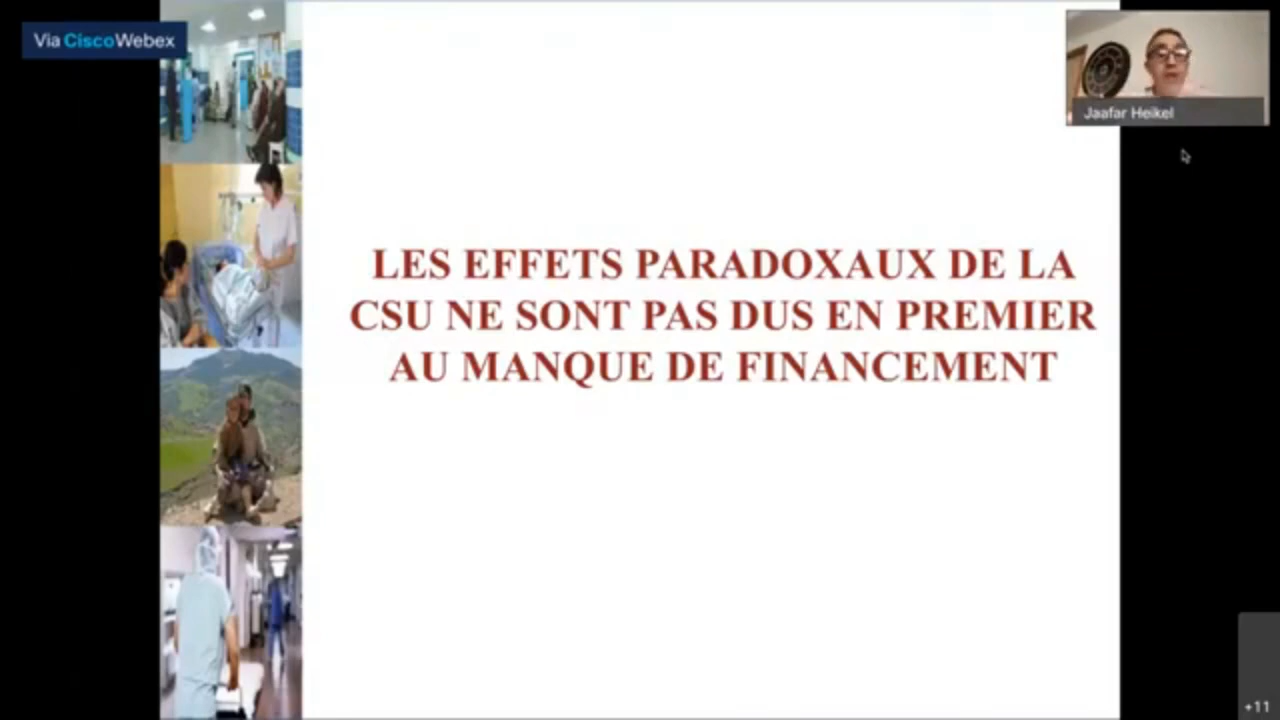 Via CiscoWebex
Jaafar Heikel
LES EFFETS PARADOXAUX DE LA
CSU NE SONT PAS DUS EN PREMIER
AU MANQUE DE FINANCEMENT
+11